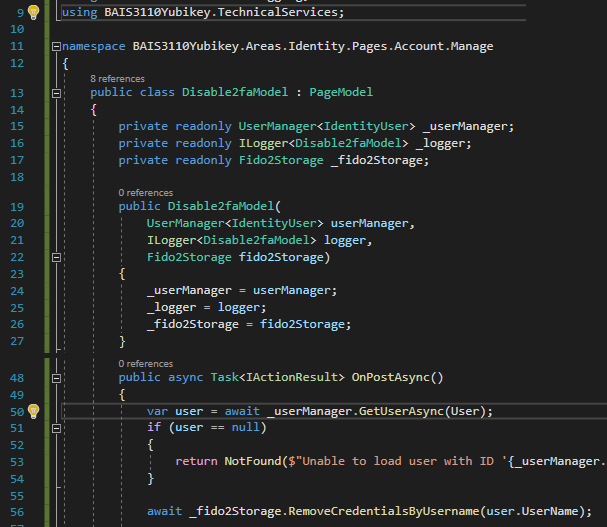 9 using BAIS3110Yubikey.TechnicalServices;
10
11 namespace BAIS3110Yubikey.Areas.Identity.Pages.Account.Manage
12 {
8 references
13 public class Disable2faModel : PageModel
14 {
15 private readonly UserManager<IdentityUser> _userManager;
16 private readonly ILogger<Disable2faModel> _logger;
17 private readonly Fido2Storage _fido2Storage;
18
0 references
19 public Disable2faModel(
20 UserManager<IdentityUser> userManager,
21 ILogger<Disable2faModel> logger,
22 Fido2Storage fido2Storage)
23 {
24 _userManager = userManager;
25 _logger = logger;
26 _fido2Storage = fido2Storage;
27 }
0 references
48 public async Task<IActionResult> OnPostAsync()
49 {
50 var user = await _userManager.GetUserAsync(User);
51 if (user == null)
52 {
53 return NotFound($"Unable to load user with ID '{_userManager.
54 }
55
56 await _fido2Storage.RemoveCredentialsByUsername(user.UserName);